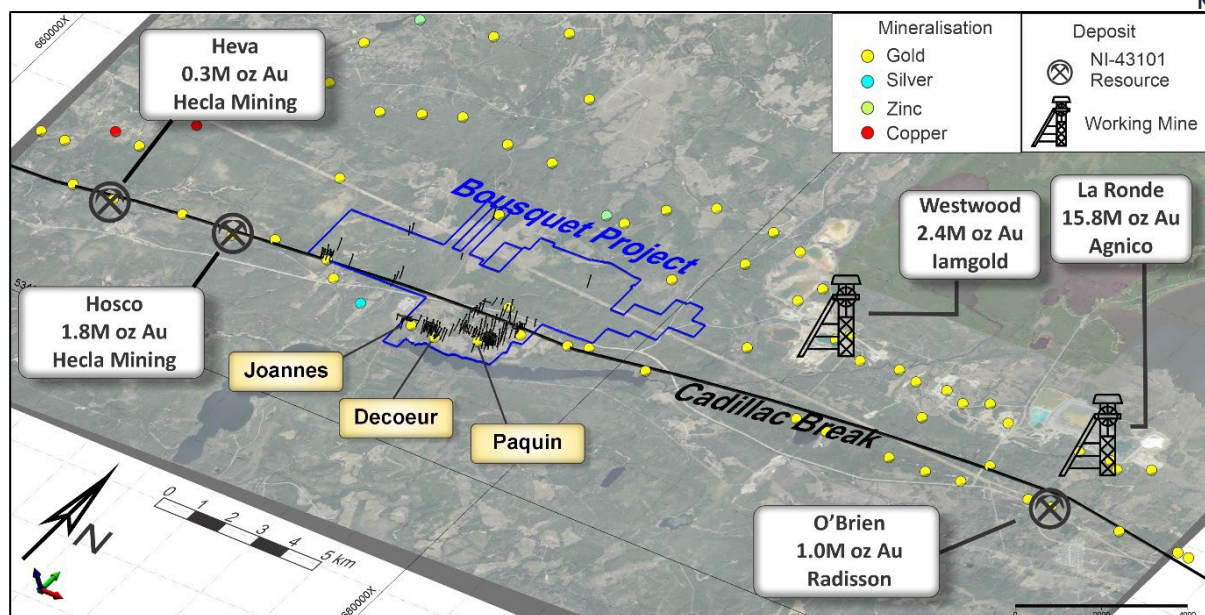 660000X
Heva
0.3M oz Au
Hecla Mining
Mineralisation
Gold
Silver
Zinc
Copper
Deposit
NI-43101
Resource
Working Mine
Bousquet Project
Westwood
2.4M oz Au
Iamgold
La Ronde
15.8M oz Au
Agnico
Hosco
1.8M oz Au
Hecla Mining
Joannes
Decoeur
Paquin
Cadillac Break
O'Brien
1.0M oz Au
Radisson
N
0 1 2 3 4 5 km
680000X